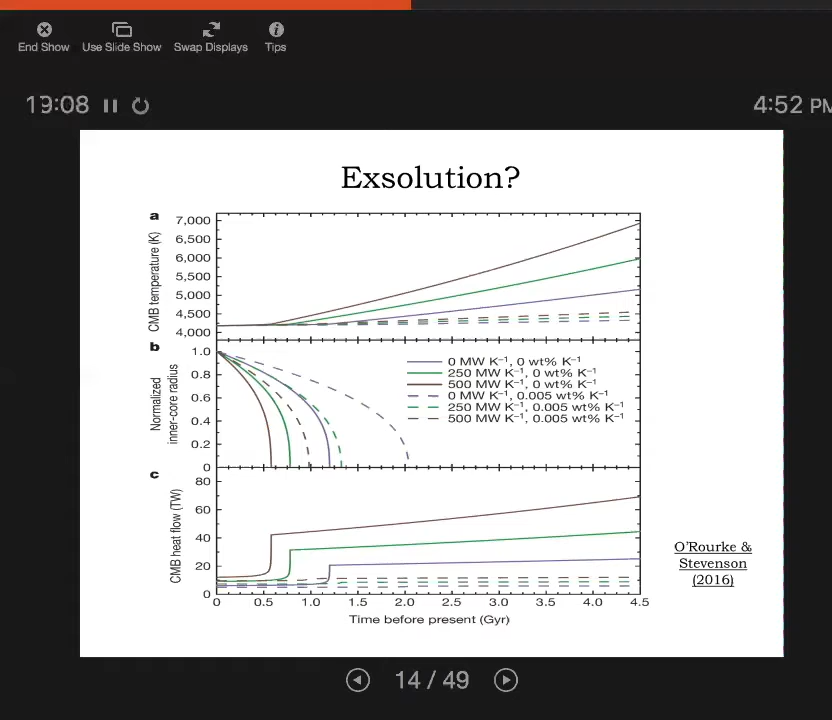 End Show Use Slide Show Swap Displays Tips
19:08 4:52 PM
Exsolution?
a
CMB temperature (K)
7,000
6,500
6,000
5,500
5,000
4,500
4,000
b
Normalized
inner-core radius
1.0
0.8
0.6
0.4
0.2
0
0 MW K⁻¹, 0 wt% K⁻¹
250 MW K⁻¹, 0 wt% K⁻¹
500 MW K⁻¹, 0 wt% K⁻¹
0 MW K⁻¹, 0.005 wt% K⁻¹
250 MW K⁻¹, 0.005 wt% K⁻¹
500 MW K⁻¹, 0.005 wt% K⁻¹
c
CMB heat flow (TW)
80
60
40
20
0
0 0.5 1.0 1.5 2.0 2.5 3.0 3.5 4.0 4.5
Time before present (Gyr)
O'Rourke &
Stevenson
(2016)
14 / 49